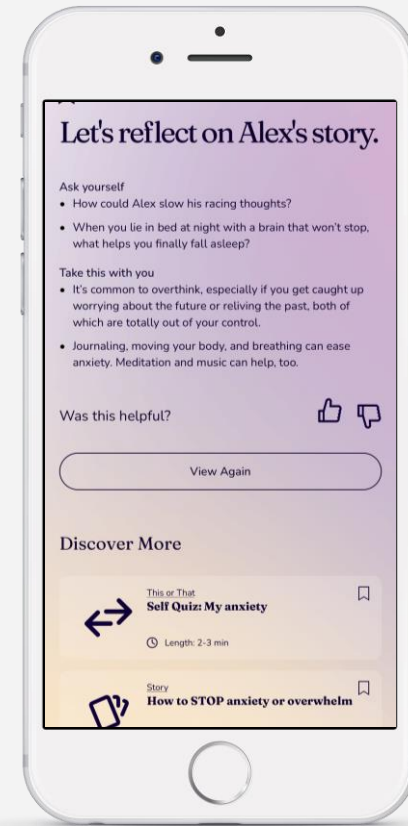 Let's reflect on Alex's story.
Ask yourself
• How could Alex slow his racing thoughts?
• When you lie in bed at night with a brain that won't stop,
what helps you finally fall asleep?
Take this with you
• It's common to overthink, especially if you get caught up
worrying about the future or reliving the past, both of
which are totally out of your control.
• Journaling, moving your body, and breathing can ease
anxiety. Meditation and music can help, too.
Was this helpful?
View Again
Discover More
This or That
Self Quiz: My anxiety
Length: 2-3 min
Story
How to STOP anxiety or overwhelm